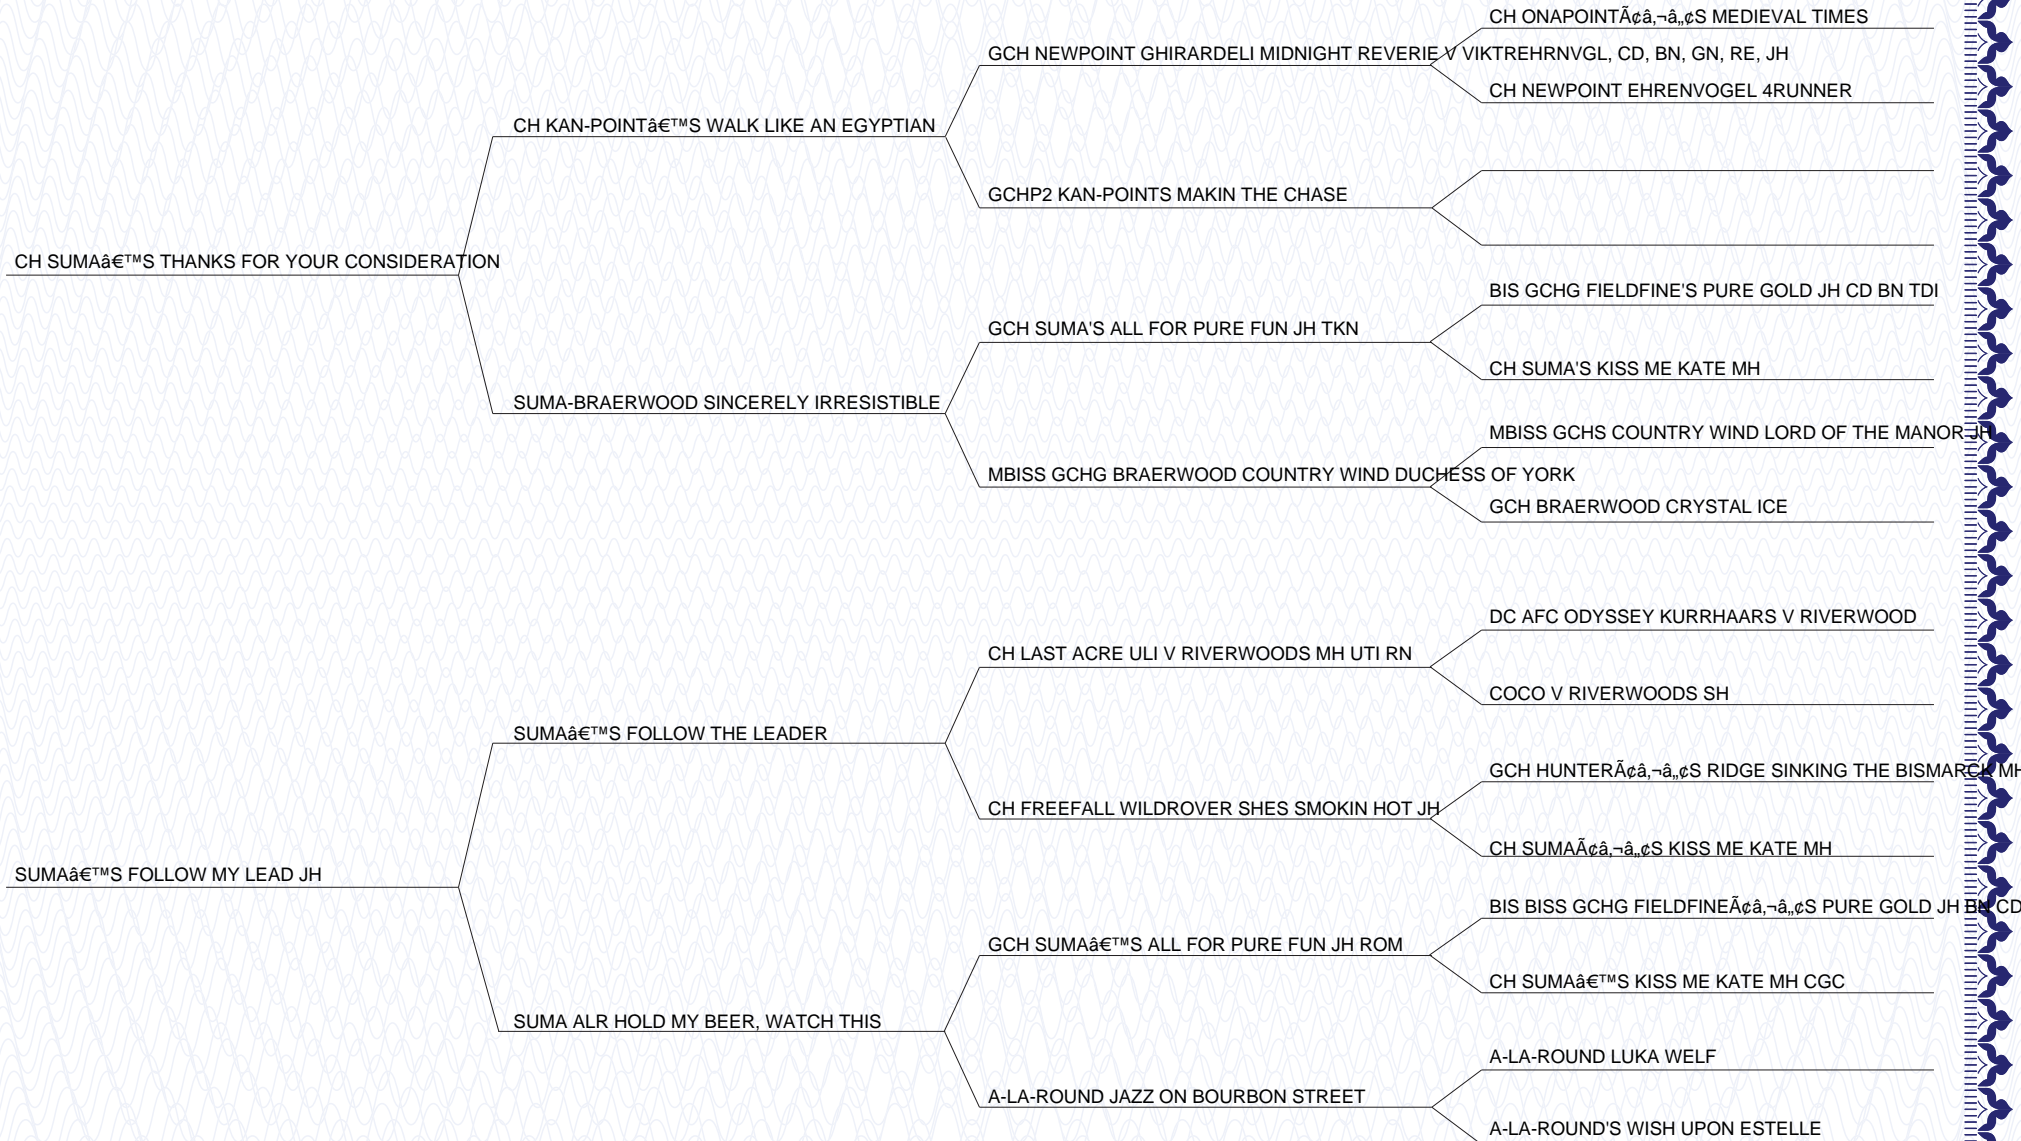 CH ONAPOINTÃ¢â‚¬â„¢S MEDIEVAL TIMES
GCH NEWPOINT GHIRARDELI MIDNIGHT REVERIE V VIKTREHRNVGL, CD, BN, GN, RE, JH
CH NEWPOINT EHRENVOGEL 4RUNNER
CH KAN-POINTâ€™S WALK LIKE AN EGYPTIAN
GCHP2 KAN-POINTS MAKIN THE CHASE
CH SUMAâ€™S THANKS FOR YOUR CONSIDERATION
BIS GCHG FIELDFINE'S PURE GOLD JH CD BN TDI
GCH SUMA'S ALL FOR PURE FUN JH TKN
CH SUMA'S KISS ME KATE MH
SUMA-BRAERWOOD SINCERELY IRRESISTIBLE
MBISS GCHS COUNTRY WIND LORD OF THE MANOR JH
MBISS GCHG BRAERWOOD COUNTRY WIND DUCHESS OF YORK
GCH BRAERWOOD CRYSTAL ICE
DC AFC ODYSSEY KURRHAARS V RIVERWOOD
CH LAST ACRE ULI V RIVERWOODS MH UTI RN
COCO V RIVERWOODS SH
SUMAâ€™S FOLLOW THE LEADER
GCH HUNTERÃ¢â‚¬â„¢S RIDGE SINKING THE BISMARCK MH
CH FREEFALL WILDROVER SHES SMOKIN HOT JH
CH SUMAÃ¢â‚¬â„¢S KISS ME KATE MH
SUMAâ€™S FOLLOW MY LEAD JH
BIS BISS GCHG FIELDFINEÃ¢â‚¬â„¢S PURE GOLD JH BN CD
GCH SUMAâ€™S ALL FOR PURE FUN JH ROM
CH SUMAâ€™S KISS ME KATE MH CGC
SUMA ALR HOLD MY BEER, WATCH THIS
A-LA-ROUND LUKA WELF
A-LA-ROUND JAZZ ON BOURBON STREET
A-LA-ROUND'S WISH UPON ESTELLE